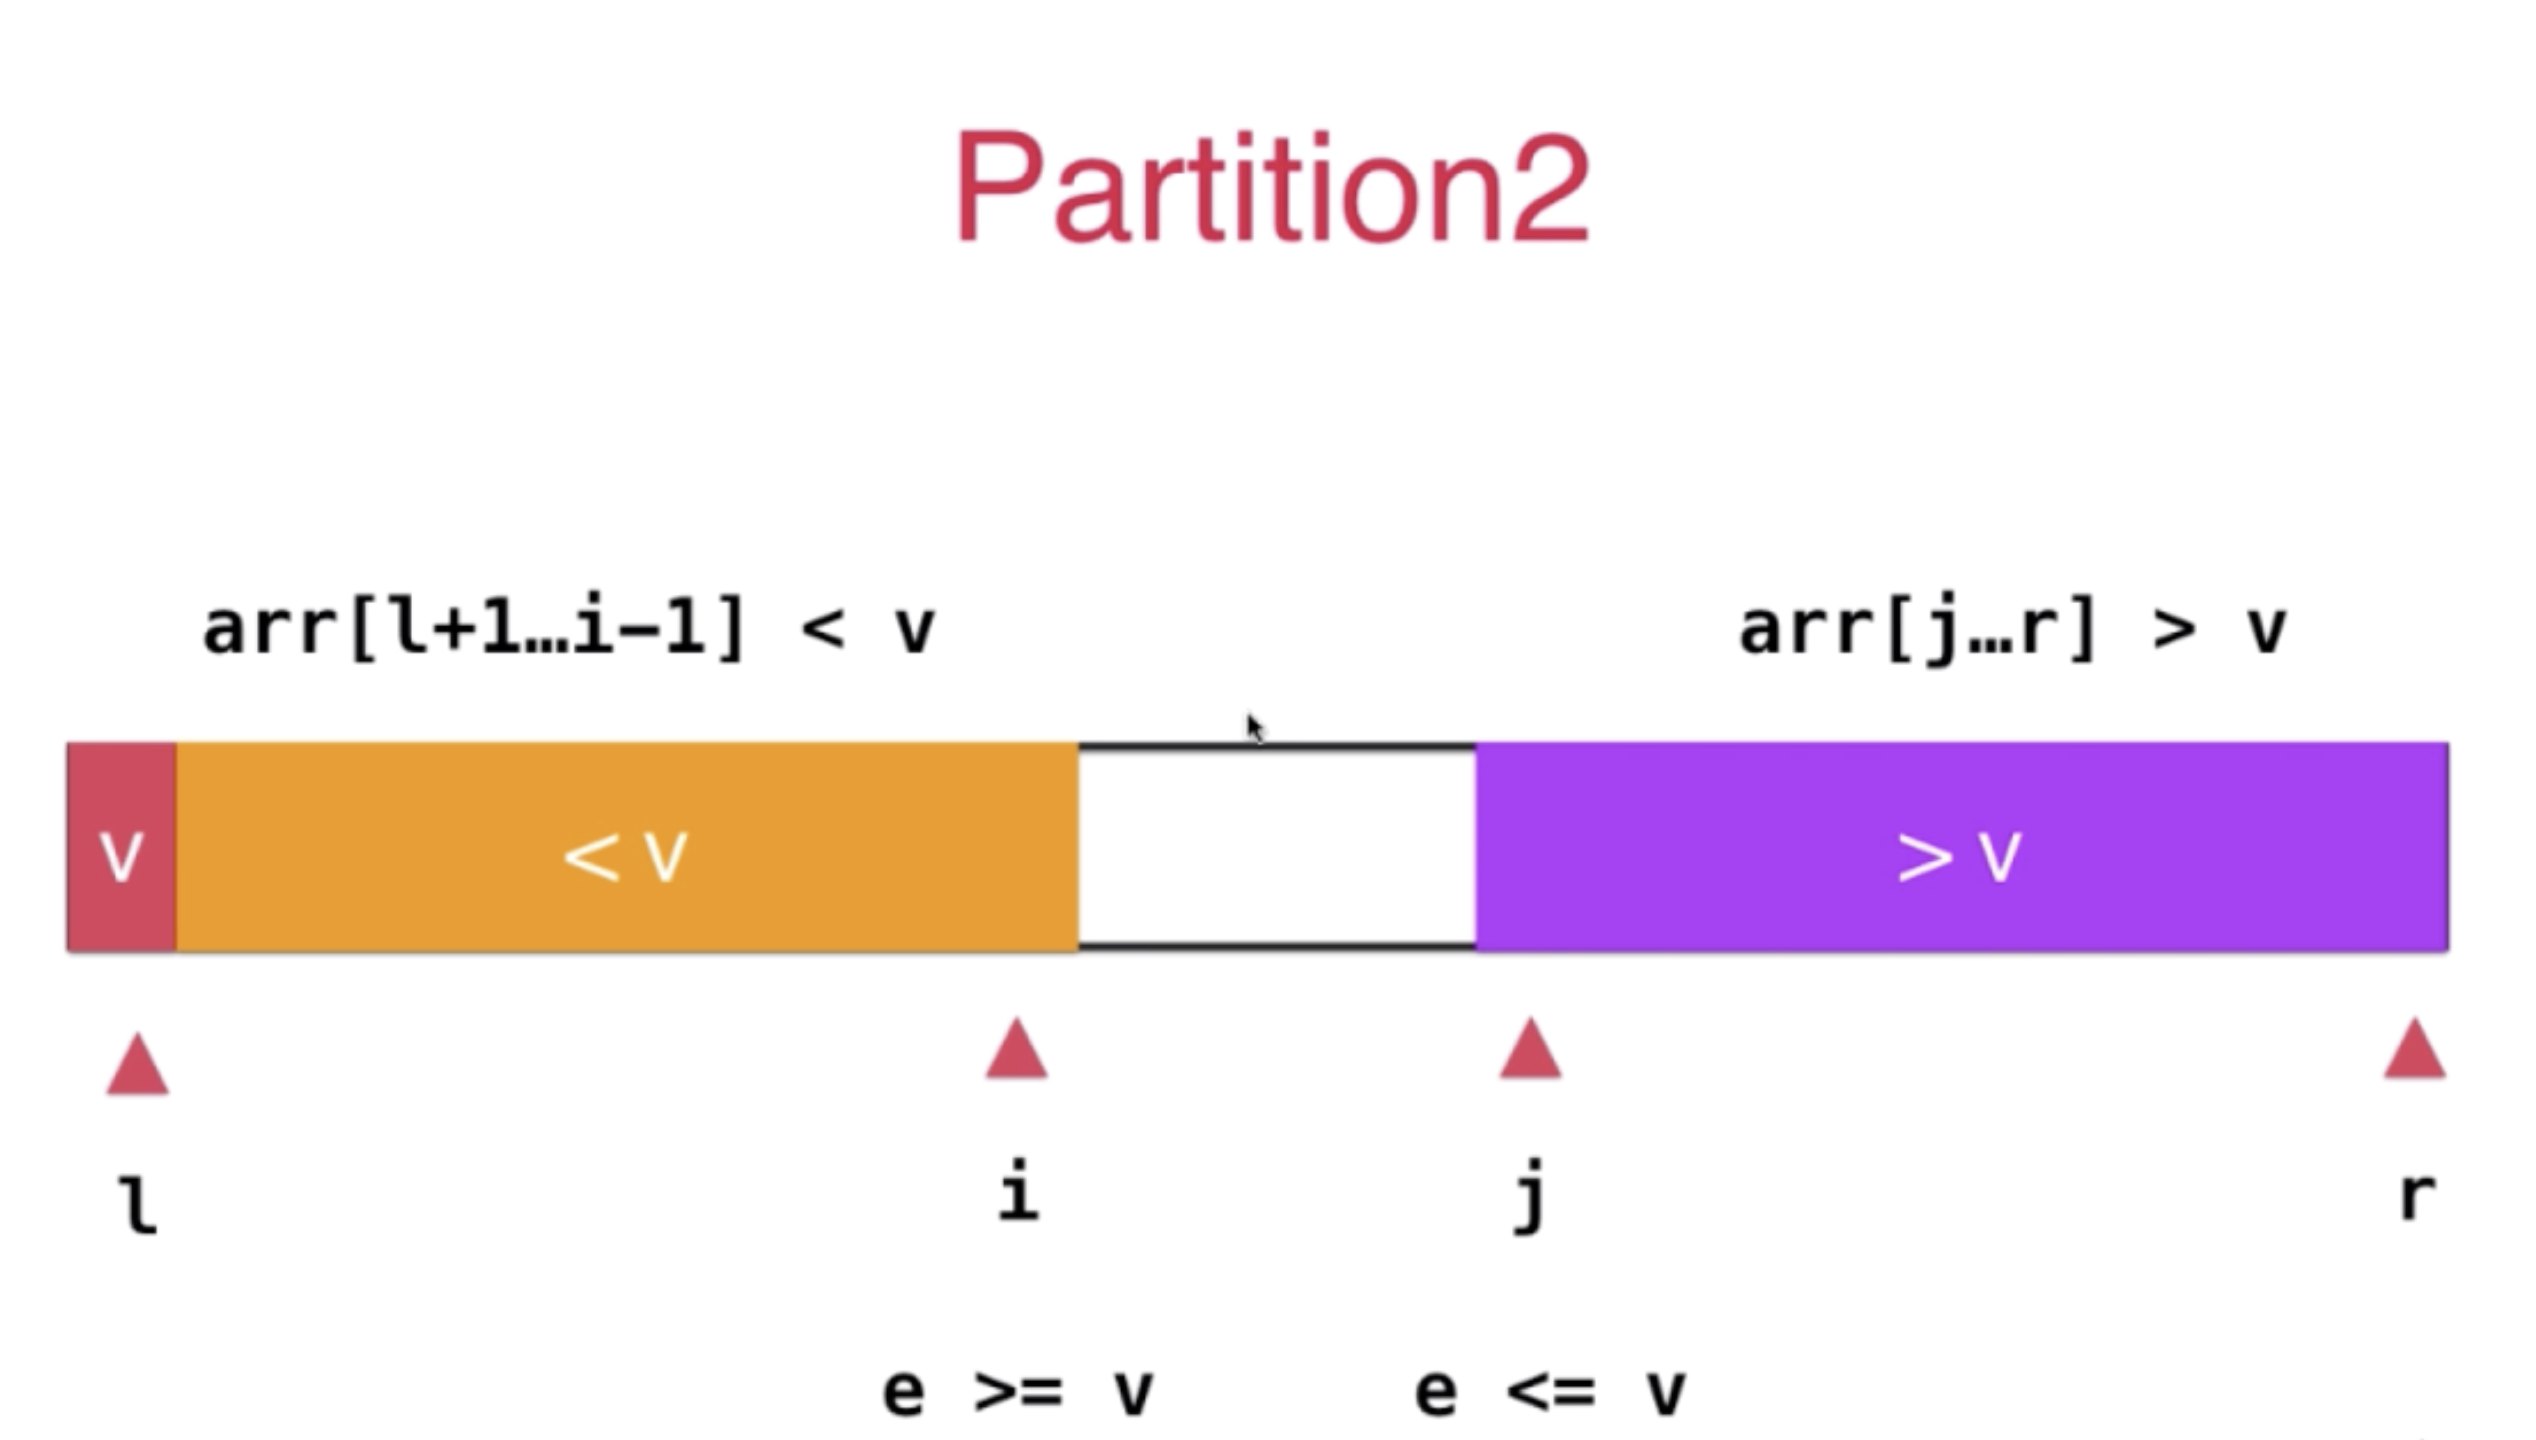 Partition2
arr[l+1…i-1] < v
arr[j…r] > v
v
< v
> v
l
i
j
r
e >= v
e <= v